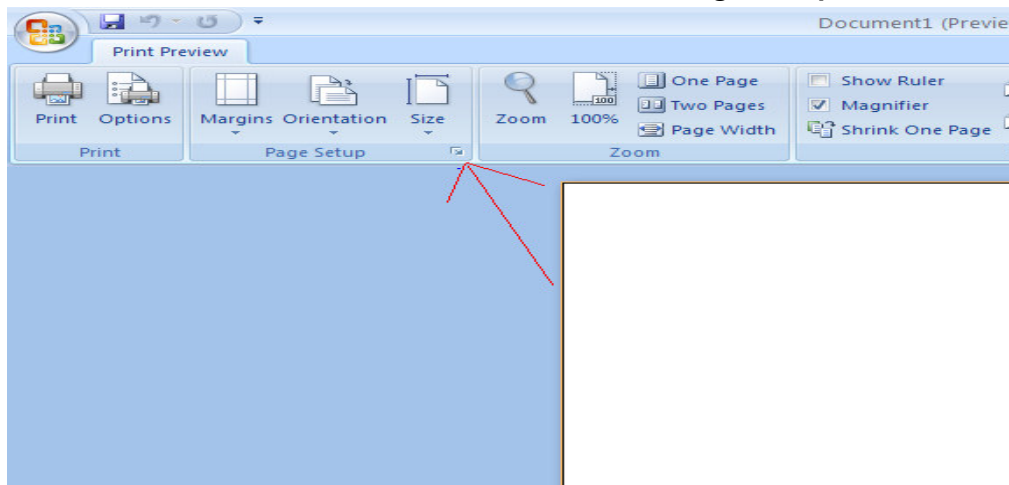 Document1 (Previe
Print Preview
Print Options Margins Orientation Size Zoom 100% One Page Show Ruler
Two Pages Magnifier
Page Width Shrink One Page
Print Page Setup Zoom